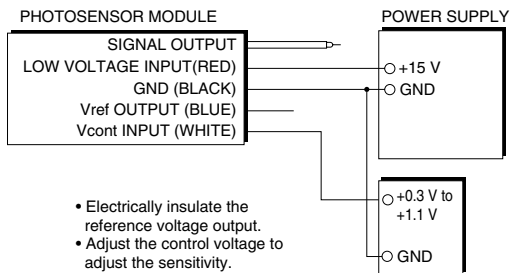 PHOTOSENSOR MODULE
POWER SUPPLY
SIGNAL OUTPUT
LOW VOLTAGE INPUT(RED)
GND (BLACK)
Vref OUTPUT (BLUE)
Vcont INPUT (WHITE)
+15 V
GND
+0.3 V to
+1.1 V
GND
• Electrically insulate the
reference voltage output.
• Adjust the control voltage to
adjust the sensitivity.